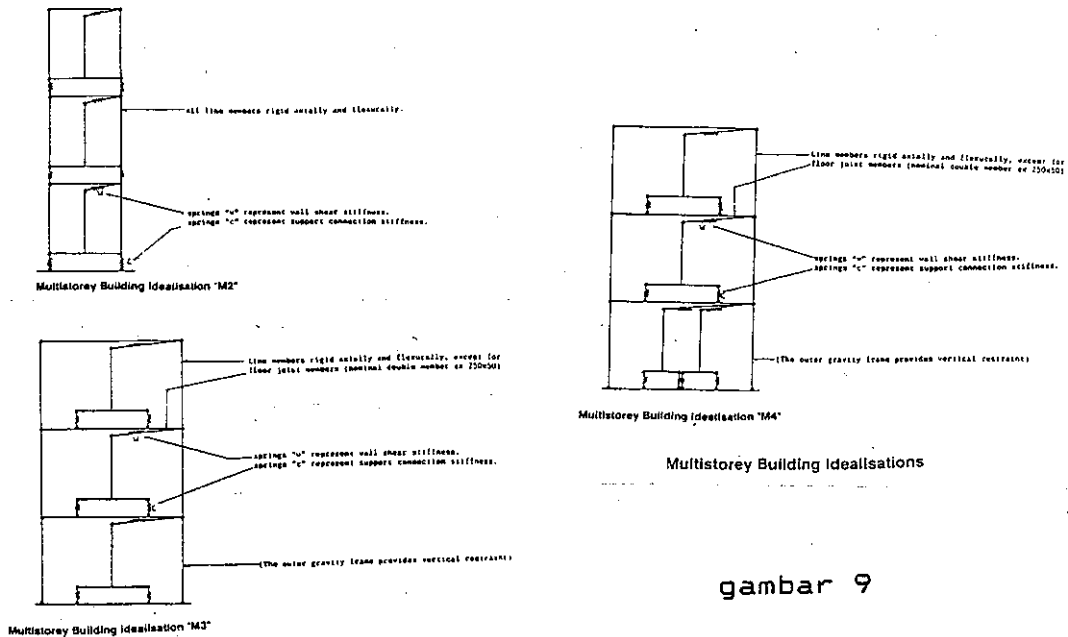 All line members rigid axially and flexurally.
w
springs "w" represent wall shear stiffness.
springs "c" represent support connection stiffness.
c
Multistorey Building Idealisation "M2"
Line members rigid axially and flexurally, except for
floor joist members (nominal double member ex 250x50)
w
springs "w" represent wall shear stiffness.
springs "c" represent support connection stiffness.
c
(The outer gravity frame provides vertical restraint)
Multistorey Building Idealisation "M3"
Line members rigid axially and flexurally, except for
floor joist members (nominal double member ex 250x50)
w
springs "w" represent wall shear stiffness.
springs "c" represent support connection stiffness.
c
(The outer gravity frame provides vertical restraint)
Multistorey Building Idealisation "M4"
Multistorey Building Idealisations
gambar 9